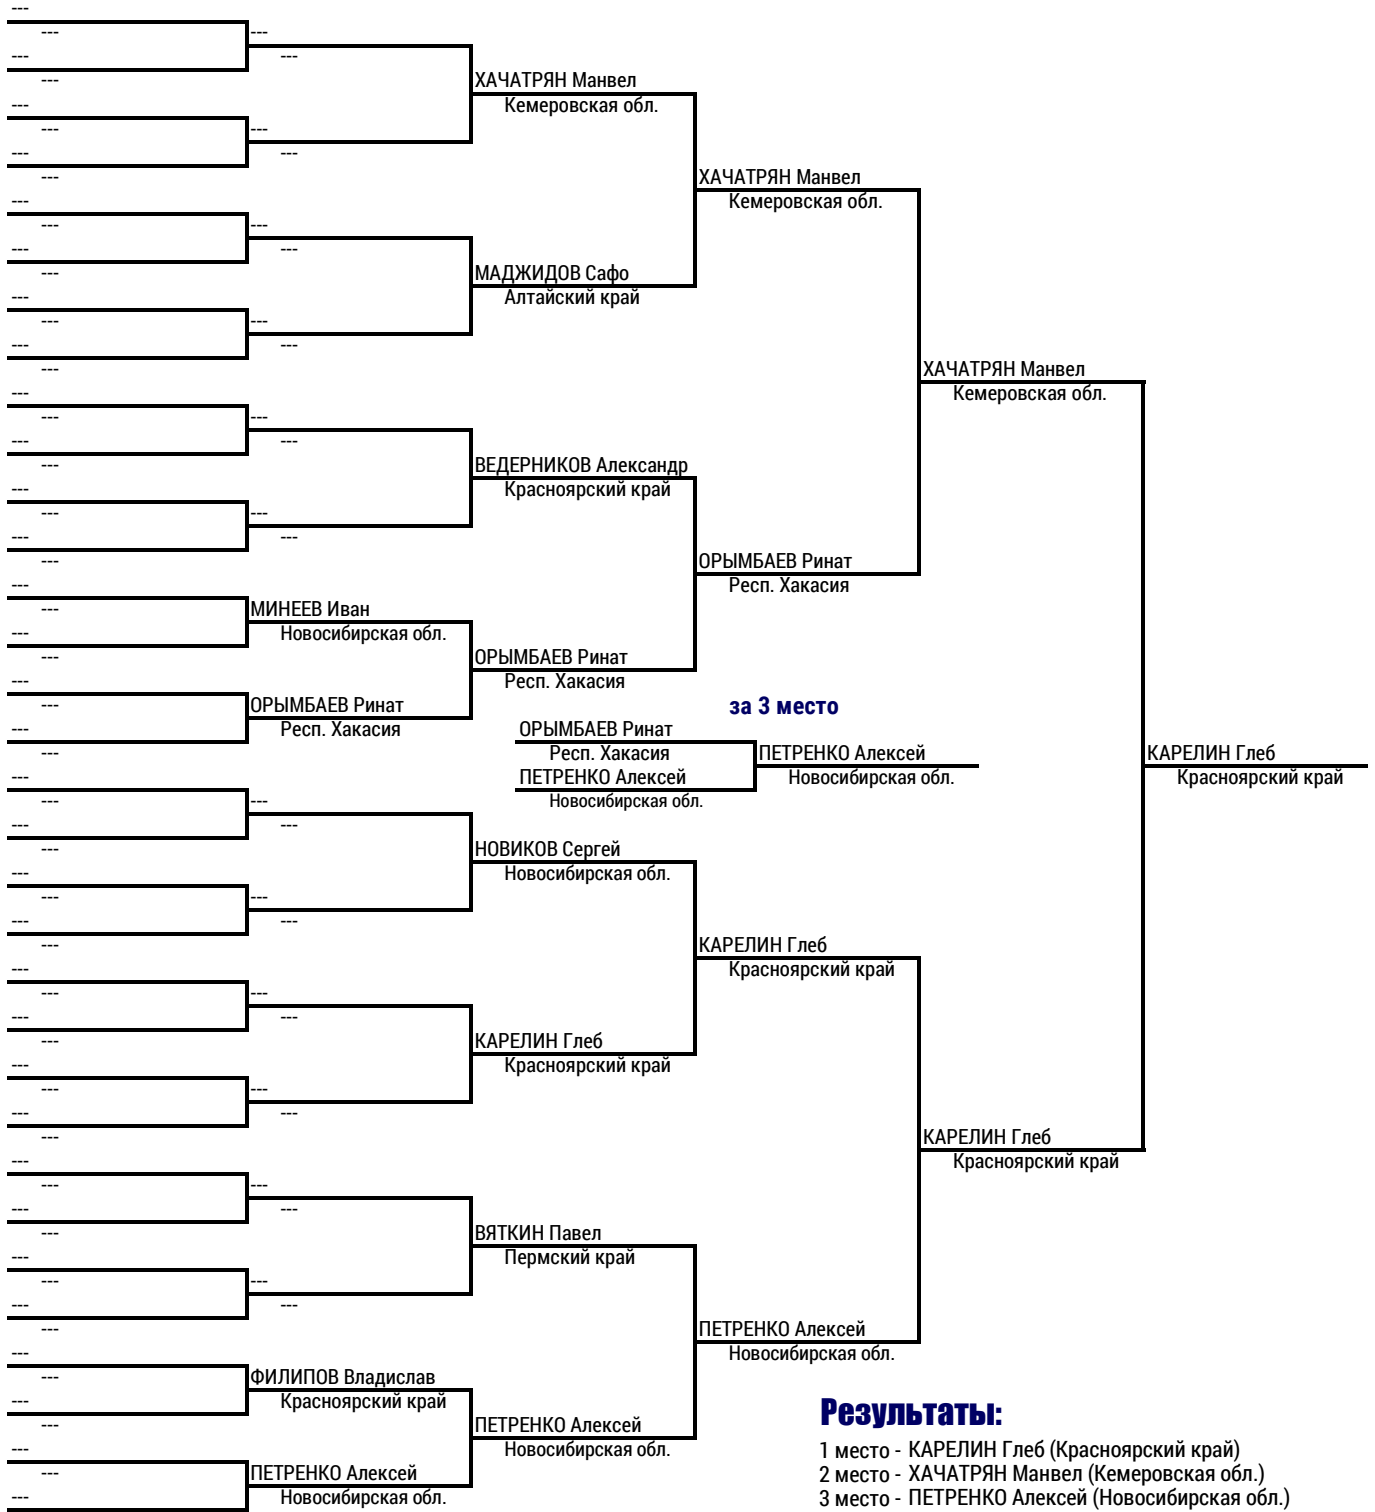 ---
--- ---
--- ---
--- ХАЧАТРЯН Манвел
--- Кемеровская обл.
--- ---
--- ---
--- ХАЧАТРЯН Манвел
--- Кемеровская обл.
--- ---
--- ---
--- МАДЖИДОВ Сафо
--- Алтайский край
--- ---
--- ---
--- ХАЧАТРЯН Манвел
--- Кемеровская обл.
--- ---
--- ---
--- ВЕДЕРНИКОВ Александр
--- Красноярский край
--- ---
--- ---
--- ОРЫМБАЕВ Ринат
--- Респ. Хакасия
--- МИНЕЕВ Иван
--- Новосибирская обл.
--- ОРЫМБАЕВ Ринат
--- Респ. Хакасия
--- ОРЫМБАЕВ Ринат за 3 место
--- Респ. Хакасия ОРЫМБАЕВ Ринат
--- Респ. Хакасия ПЕТРЕНКО Алексей КАРЕЛИН Глеб
--- ПЕТРЕНКО Алексей Новосибирская обл. Красноярский край
--- --- Новосибирская обл.
--- ---
--- НОВИКОВ Сергей
--- Новосибирская обл.
--- ---
--- ---
--- КАРЕЛИН Глеб
--- Красноярский край
--- ---
--- ---
--- КАРЕЛИН Глеб
--- Красноярский край
--- ---
--- ---
--- КАРЕЛИН Глеб
--- Красноярский край
--- ---
--- ---
--- ВЯТКИН Павел
--- Пермский край
--- ---
--- ---
--- ПЕТРЕНКО Алексей
--- Новосибирская обл.
--- ФИЛИПОВ Владислав
--- Красноярский край Результаты:
--- ПЕТРЕНКО Алексей
--- Новосибирская обл. 1 место - КАРЕЛИН Глеб (Красноярский край)
--- ПЕТРЕНКО Алексей 2 место - ХАЧАТРЯН Манвел (Кемеровская обл.)
--- Новосибирская обл. 3 место - ПЕТРЕНКО Алексей (Новосибирская обл.)